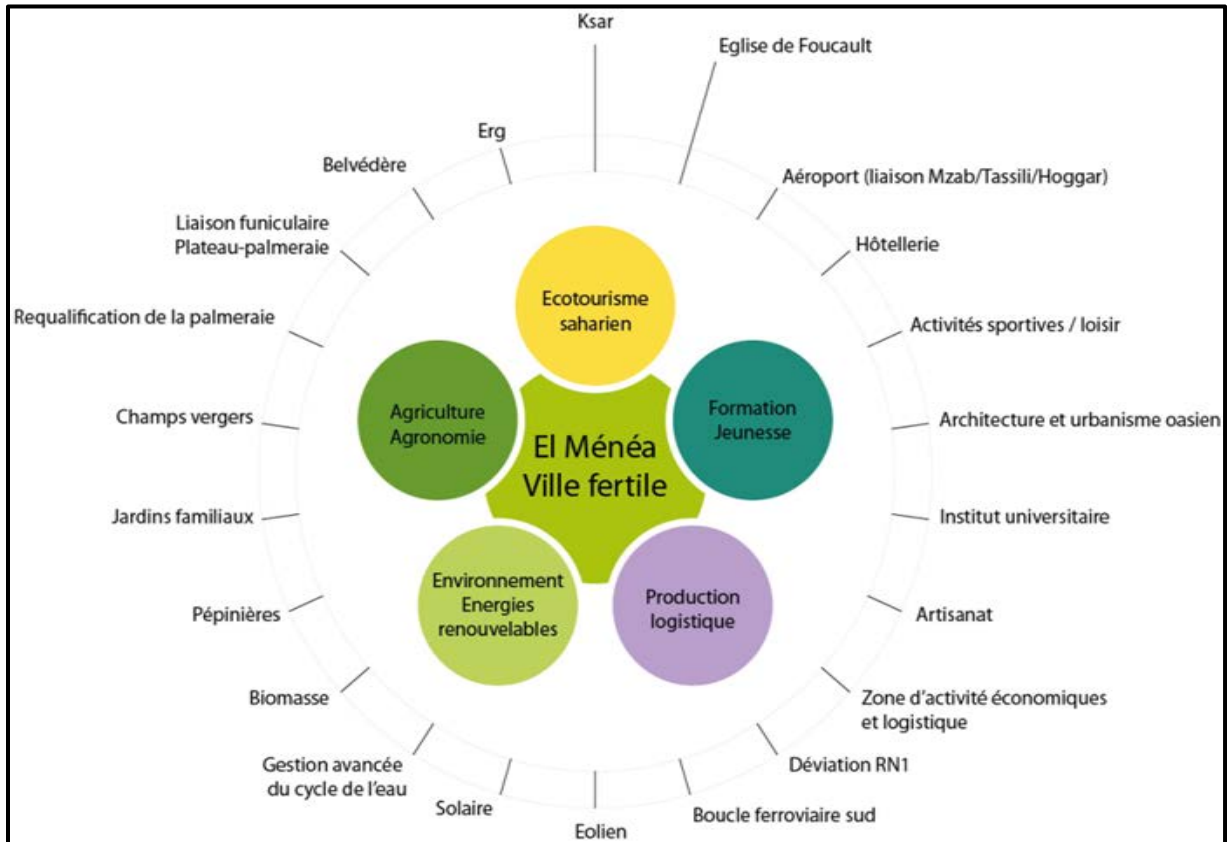 Ksar
Eglise de Foucault
Aéroport (liaison Mzab/Tassili/Hoggar)
Hôtellerie
Activités sportives / loisir
Architecture et urbanisme oasien
Institut universitaire
Artisanat
Zone d'activité économiques
et logistique
Déviation RN1
Boucle ferroviaire sud
Eolien
Solaire
Gestion avancée
du cycle de l'eau
Biomasse
Pépinières
Jardins familiaux
Champs vergers
Requalification de la palmeraie
Liaison funiculaire
Plateau-palmeraie
Belvédère
Erg
Ecotourisme
saharien
Formation
Jeunesse
Production
logistique
Environnement
Energies
renouvelables
Agriculture
Agronomie
El Ménéa
Ville fertile